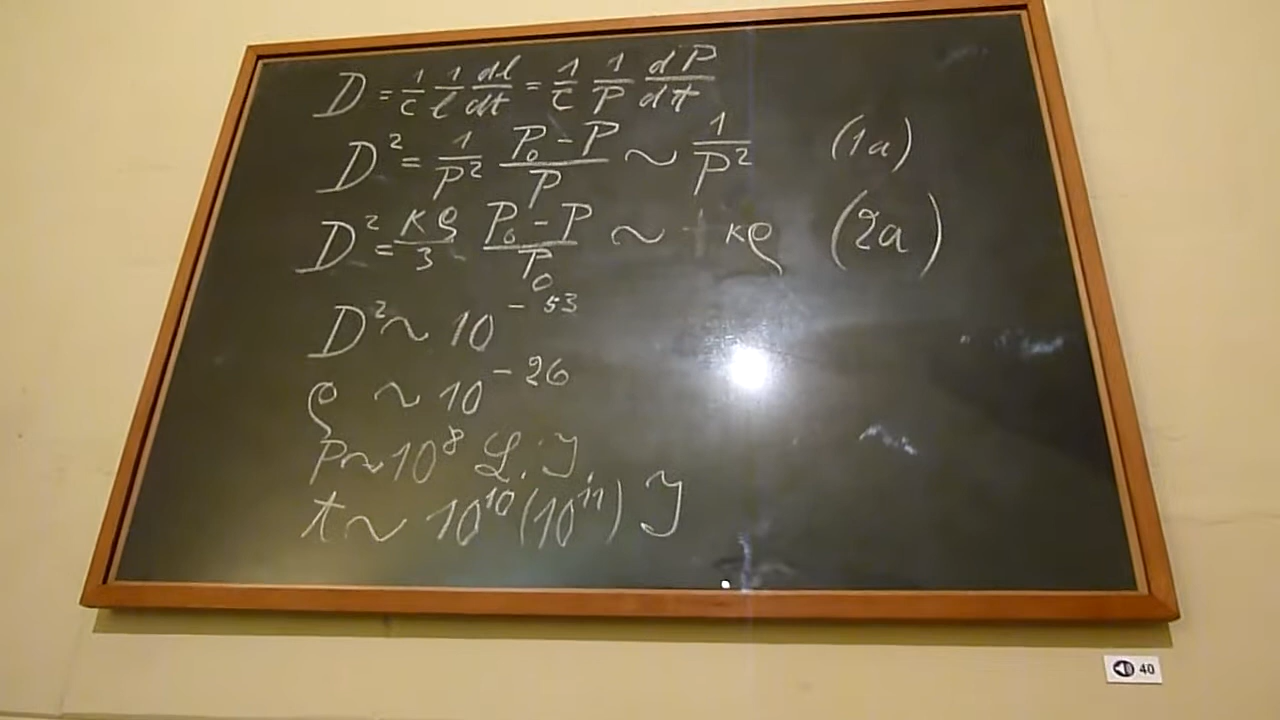 D = 1/c 1/l dl/dt = 1/c 1/P dP/dt
D² = 1/P² P₀-P/P ~ 1/P² (1a)
D² = κρ/3 P₀-P/P₀ ~ κρ (2a)
D² ~ 10⁻⁵³
ρ ~ 10⁻²⁶
P ~ 10⁸ L. J.
t ~ 10¹⁰ (10¹¹) J
40